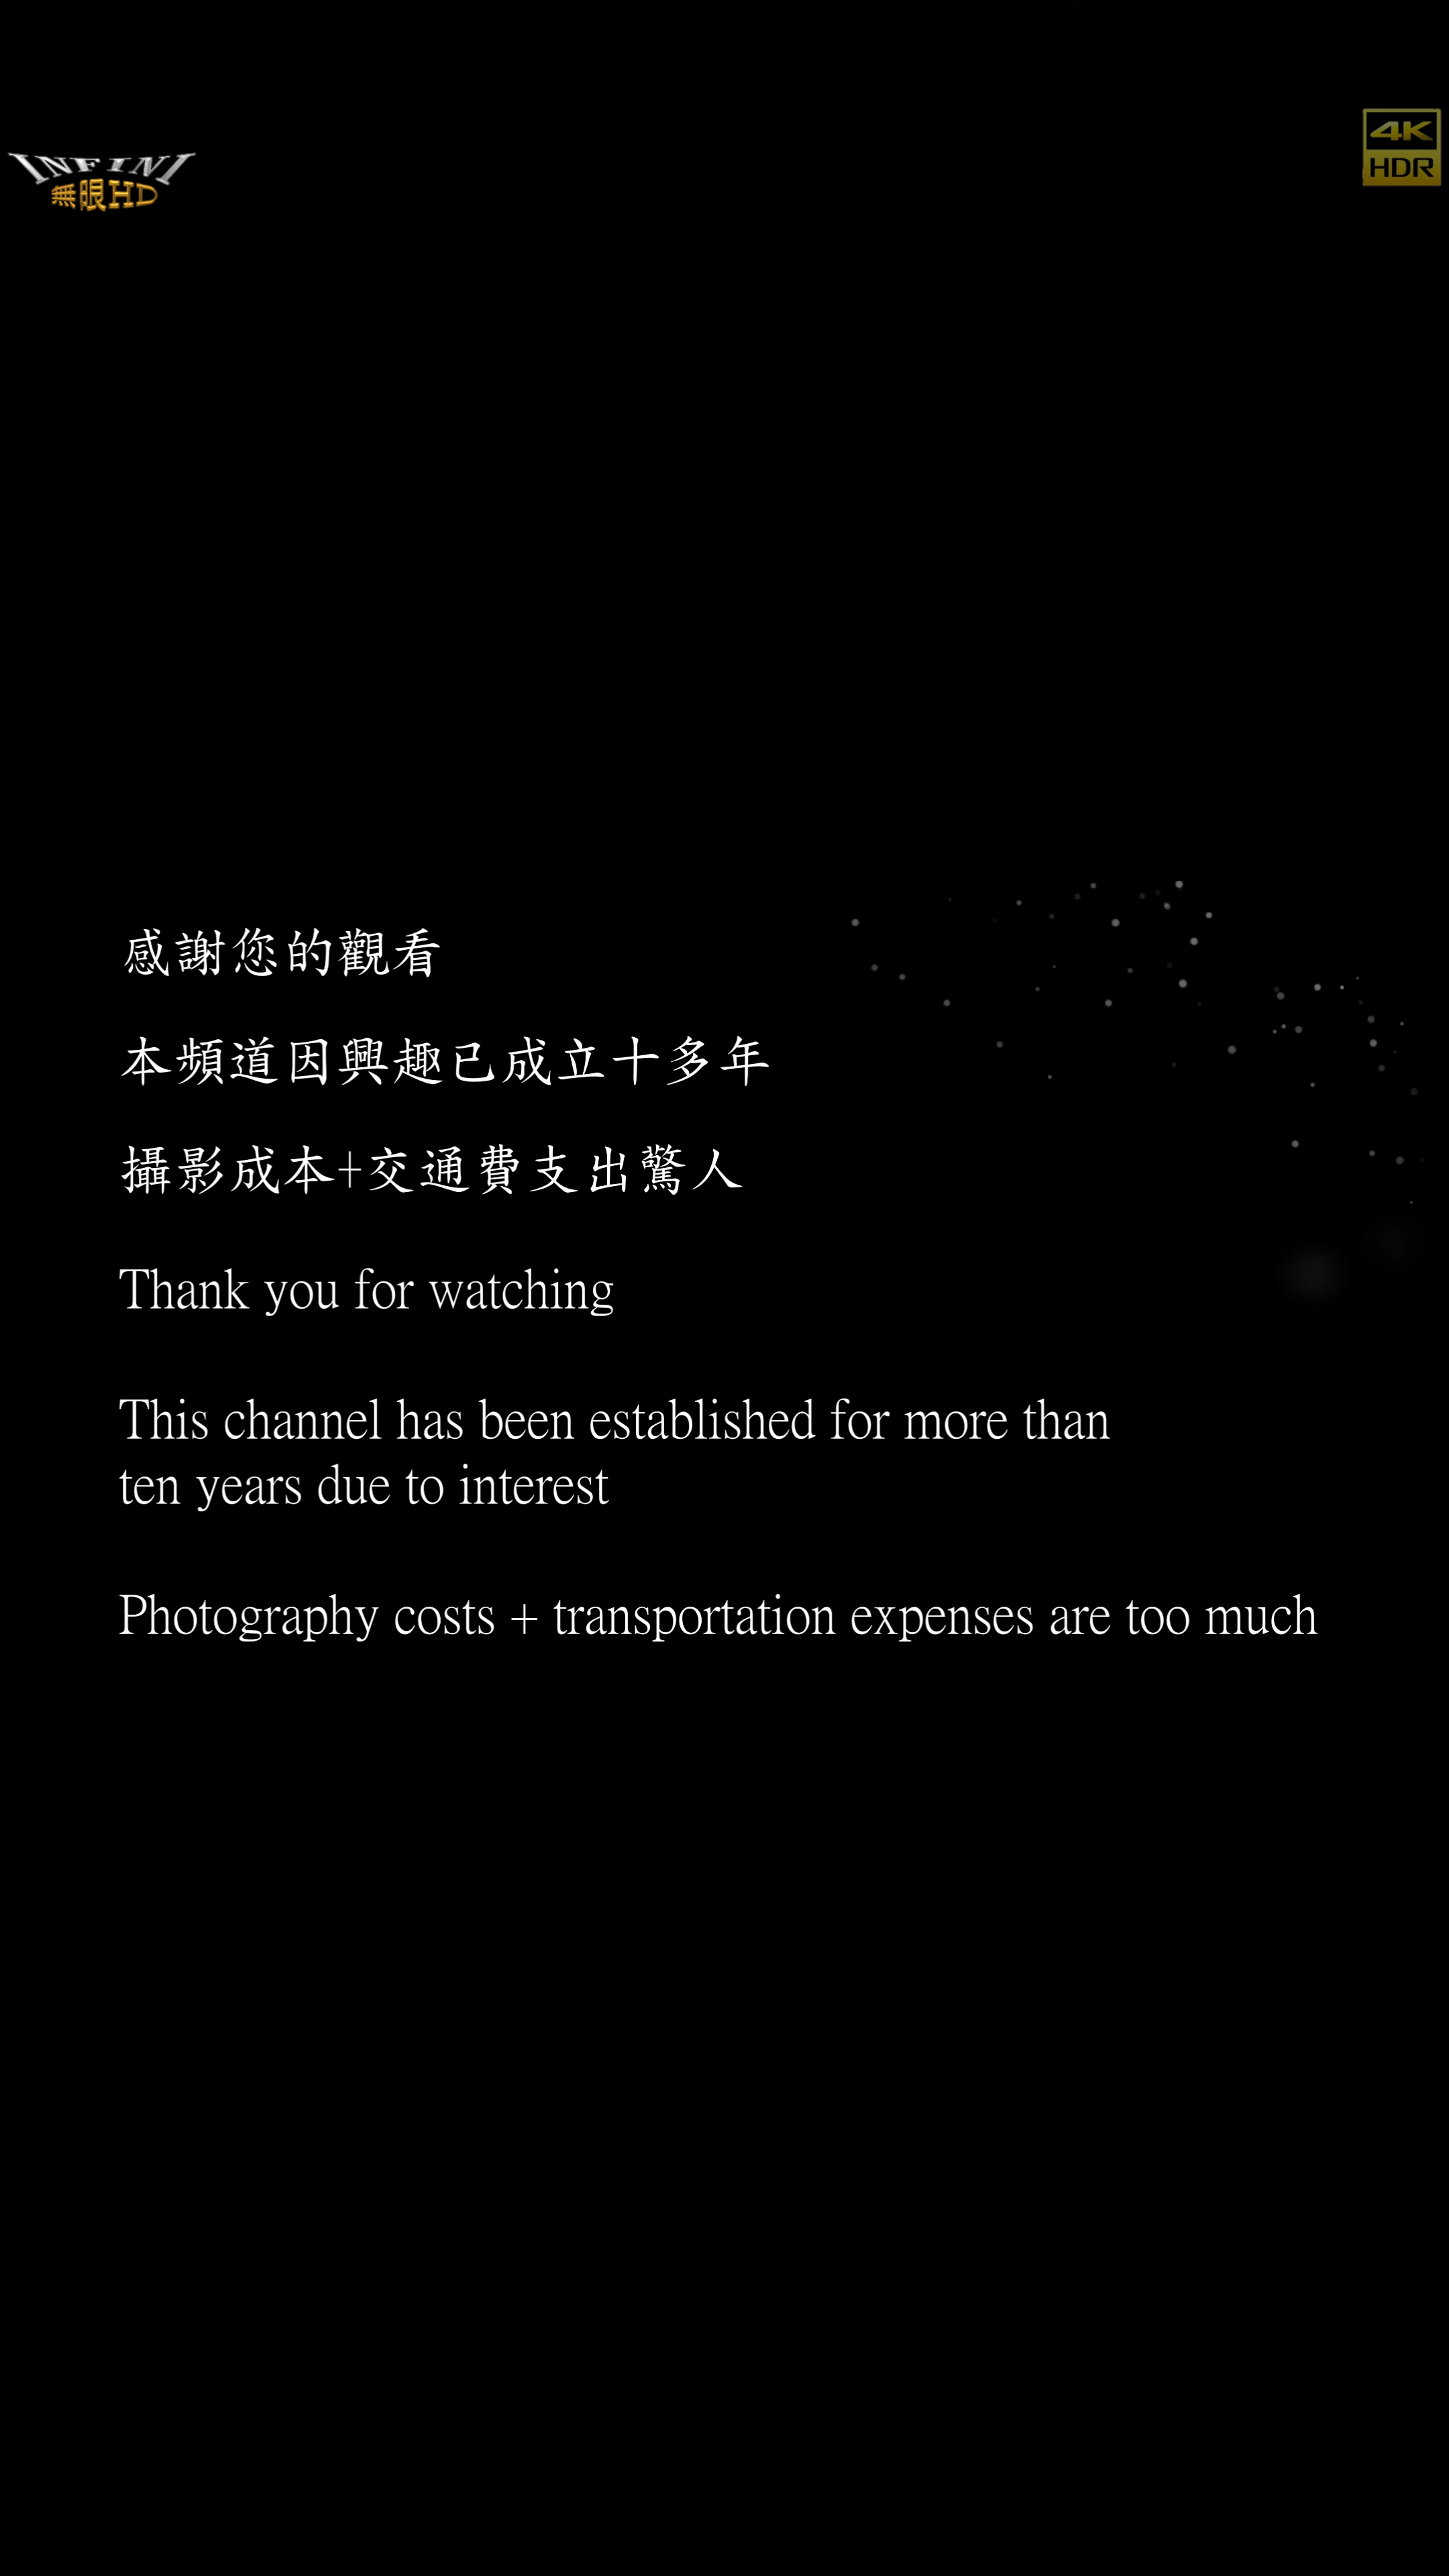 INFINI
無眼HD
4K
HDR
感謝您的觀看
本頻道因興趣已成立十多年
攝影成本+交通費支出驚人
Thank you for watching
This channel has been established for more than
ten years due to interest
Photography costs + transportation expenses are too much